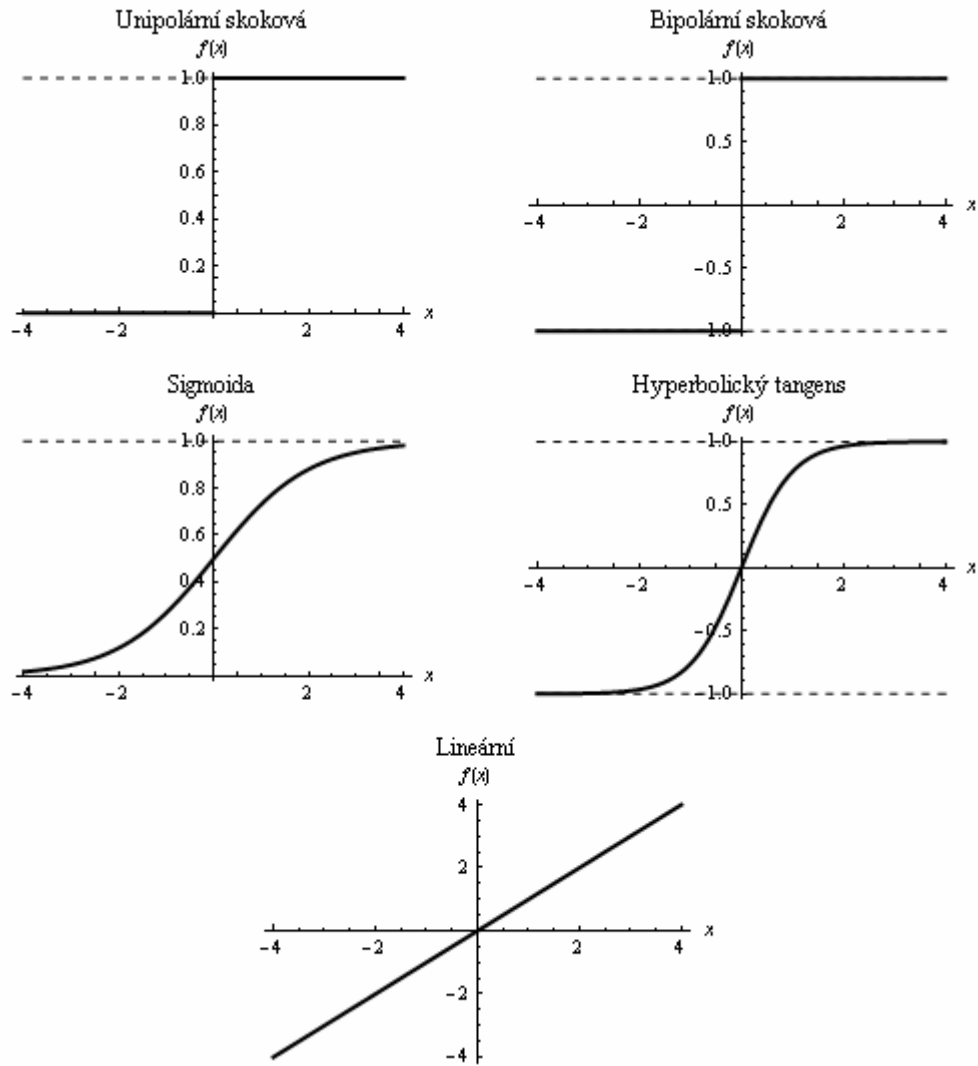 Unipolární skoková
f(x)
1.0
0.8
0.6
0.4
0.2
-4 -2 2 4 x
Bipolární skoková
f(x)
1.0
0.5
-4 -2 2 4 x
-0.5
-1.0
Sigmoida
f(x)
1.0
0.8
0.6
0.4
0.2
-4 -2 2 4 x
Hyperbolický tangens
f(x)
1.0
0.5
-4 -2 2 4 x
-0.5
-1.0
Lineární
f(x)
4
2
-4 -2 2 4 x
-2
-4